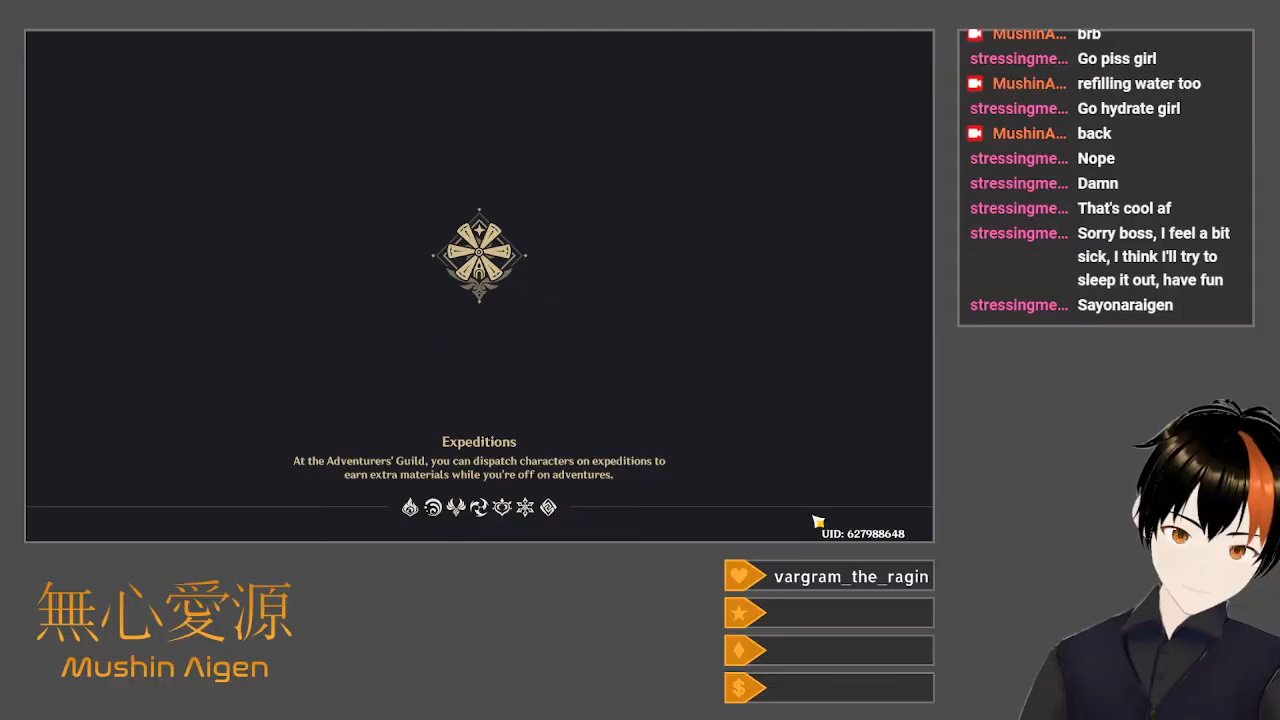 MushinA... brb
stressingme... Go piss girl
MushinA... refilling water too
stressingme... Go hydrate girl
MushinA... back
stressingme... Nope
stressingme... Damn
stressingme... That's cool af
stressingme... Sorry boss, I feel a bit
sick, I think I'll try to
sleep it out, have fun
stressingme... Sayonaraigen
Expeditions
At the Adventurers' Guild, you can dispatch characters on expeditions to
earn extra materials while you're off on adventures.
UID: 627988648
vargram_the_ragin
無心愛源
Mushin Aigen